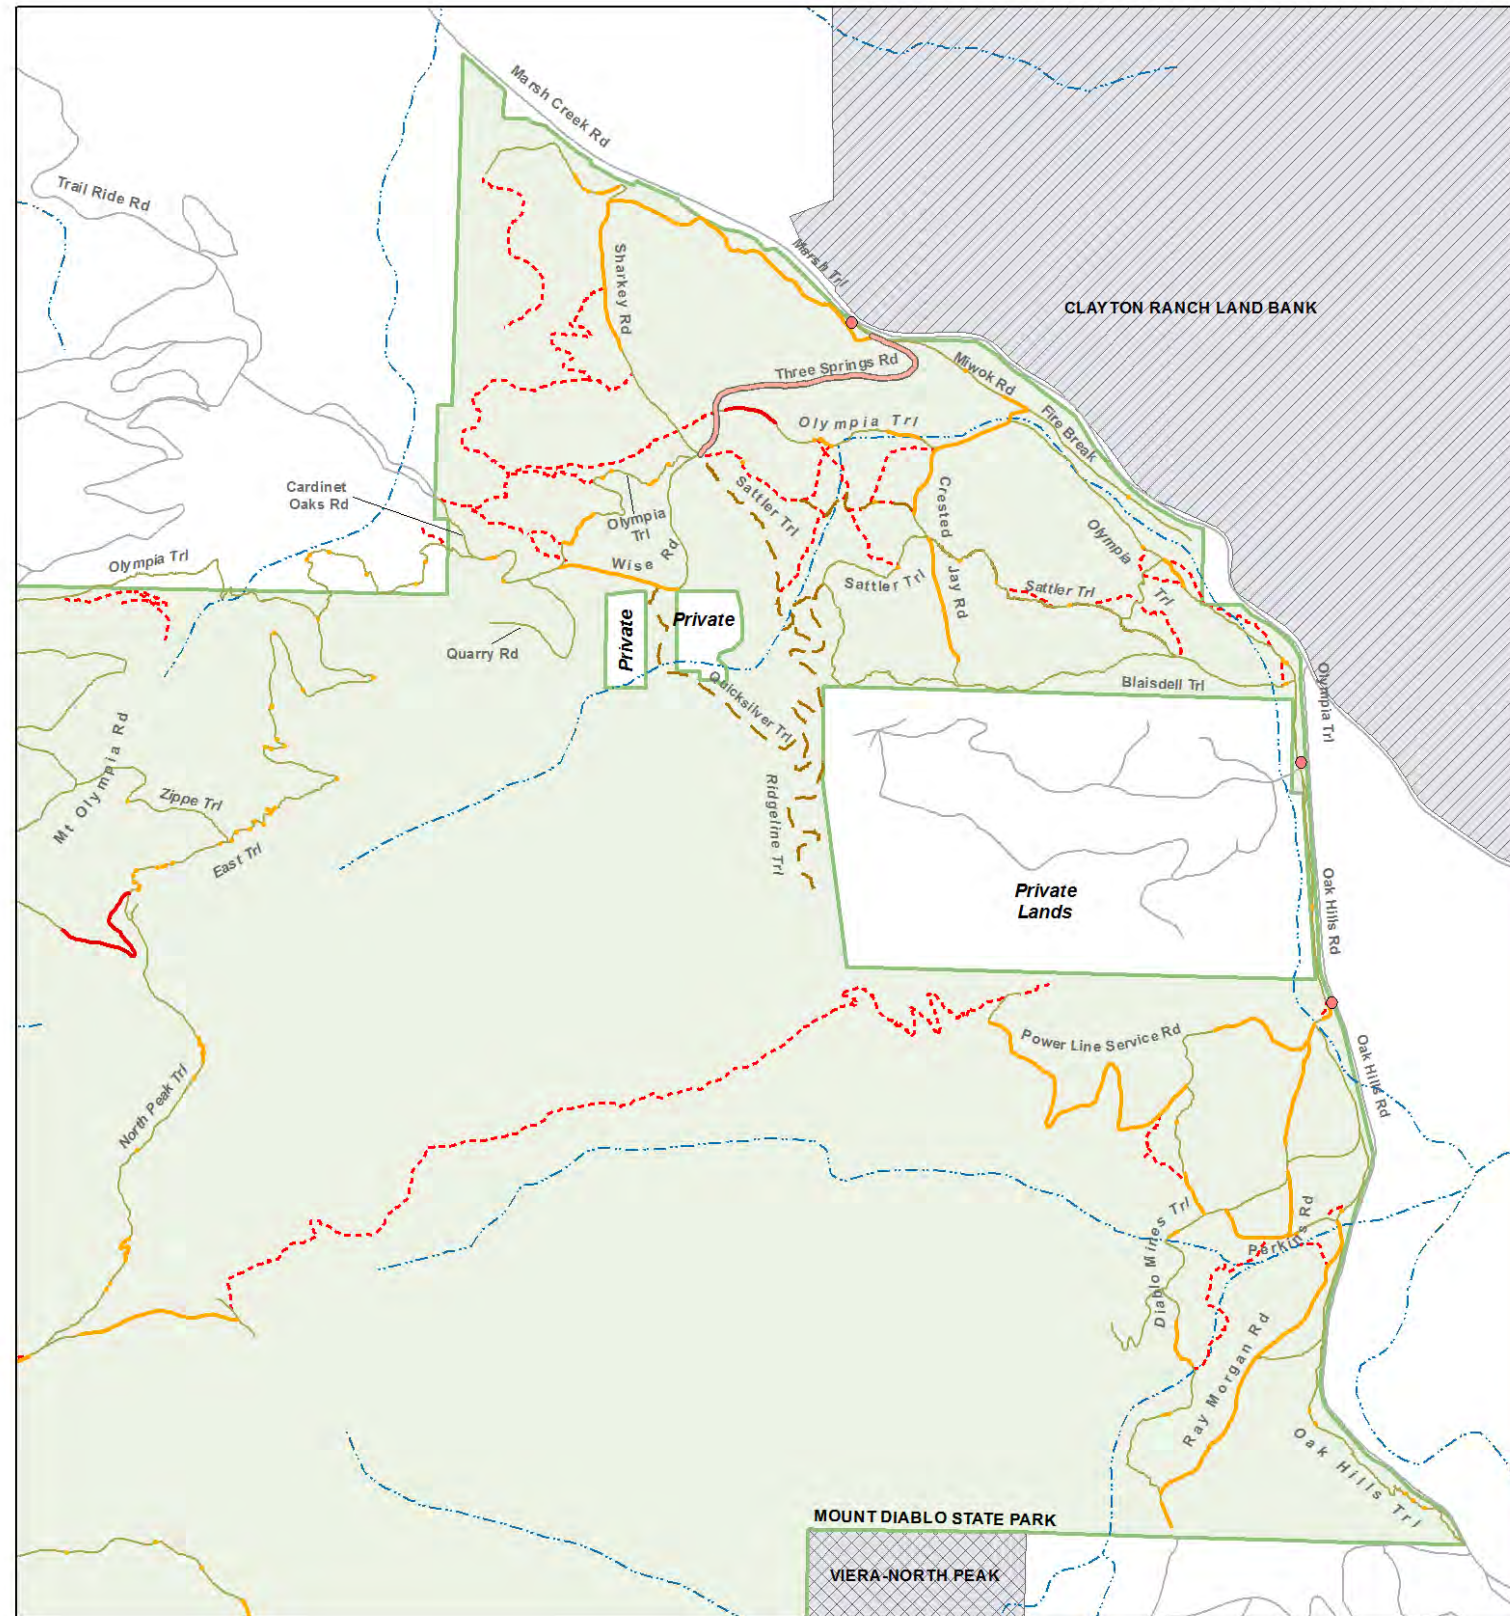 Marsh Creek Rd
Trail Ride Rd
Marsh Trl
Sharkey Rd
CLAYTON RANCH LAND BANK
Three Springs Rd
Miwok Rd
Olympia Trl
Fire Break
Cardinet
Oaks Rd
Sattler Trl
Crested
Jay Rd
Olympia
Trl
Olympia
Trl
Olympia Trl
Wise Rd
Sattler Trl
Sattler Trl
Private
Private
Quarry Rd
Blaisdell Trl
Olympia Trl
Quicksilver Trl
Mt Olympia Rd
Zippe Trl
Ridgeline Trl
East Trl
Private
Lands
Oak Hills Rd
Power Line Service Rd
Oak Hills Rd
North Peak Trl
Diablo Mines Trl
Perkins Rd
Ray Morgan Rd
Oak Hills Trl
MOUNT DIABLO STATE PARK
VIERA-NORTH PEAK